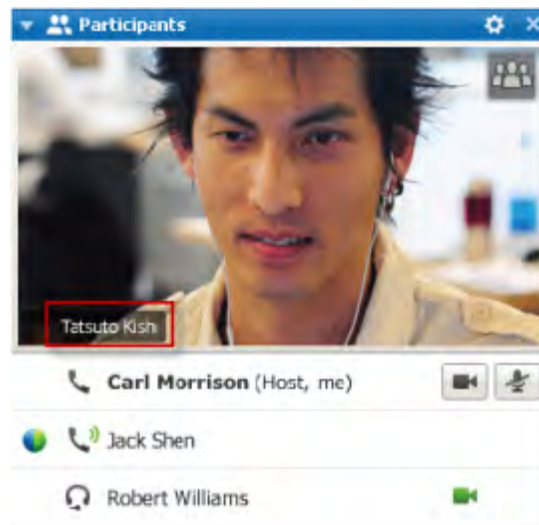 Participants
Tatsuto Kish
Carl Morrison (Host, me)
Jack Shen
Robert Williams